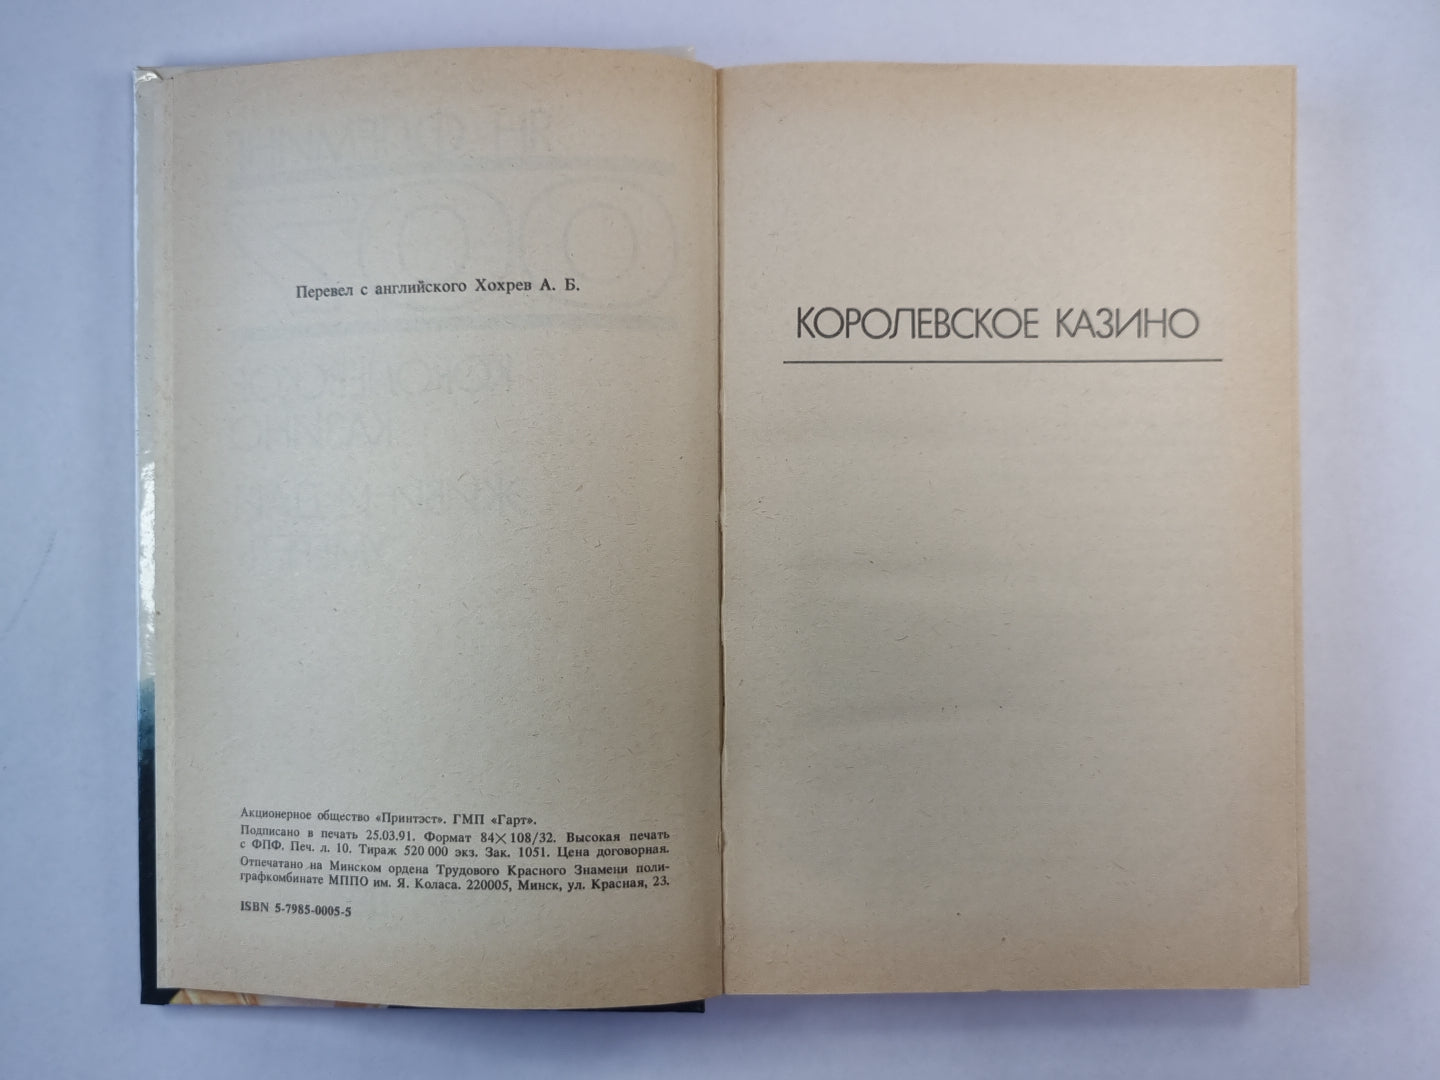 Перевел с английского Хохрев А. Б.
Акционерное общество «Принтэст». ГМП «Гарт».
Подписано в печать 25.03.91. Формат 84×108/32. Высокая печать
с ФПФ. Печ. л. 10. Тираж 520 000 экз. Зак. 1051. Цена договорная.
Отпечатано на Минском ордена Трудового Красного Знамени поли-
графкомбинате МППО им. Я. Коласа. 220005, Минск, ул. Красная, 23.
ISBN 5-7985-0005-5
КОРОЛЕВСКОЕ КАЗИНО